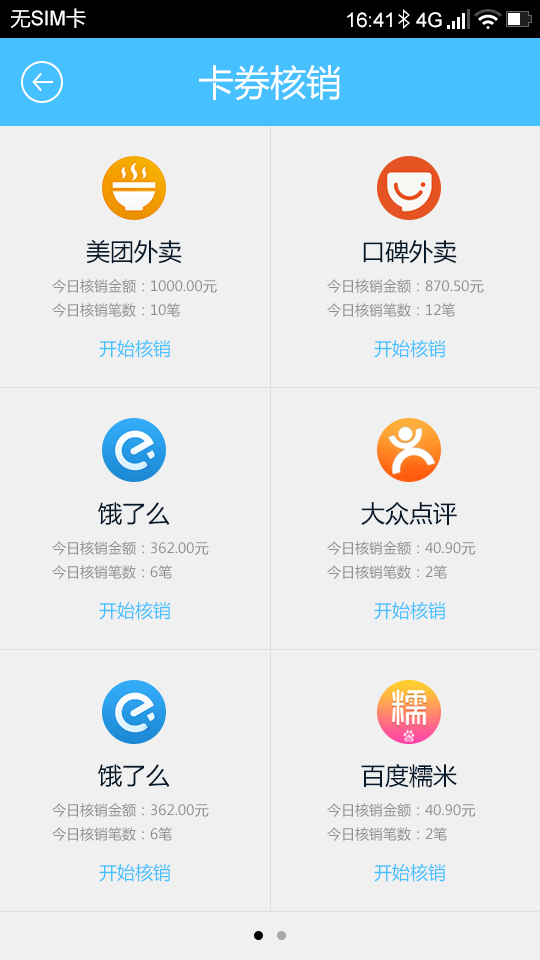 无SIM卡 16:41 4G
卡券核销
美团外卖 口碑外卖
今日核销金额：1000.00元 今日核销金额：870.50元
今日核销笔数：10笔 今日核销笔数：12笔
开始核销 开始核销
饿了么 大众点评
今日核销金额：362.00元 今日核销金额：40.90元
今日核销笔数：6笔 今日核销笔数：2笔
开始核销 开始核销
糯
饿了么 百度糯米
今日核销金额：362.00元 今日核销金额：40.90元
今日核销笔数：6笔 今日核销笔数：2笔
开始核销 开始核销